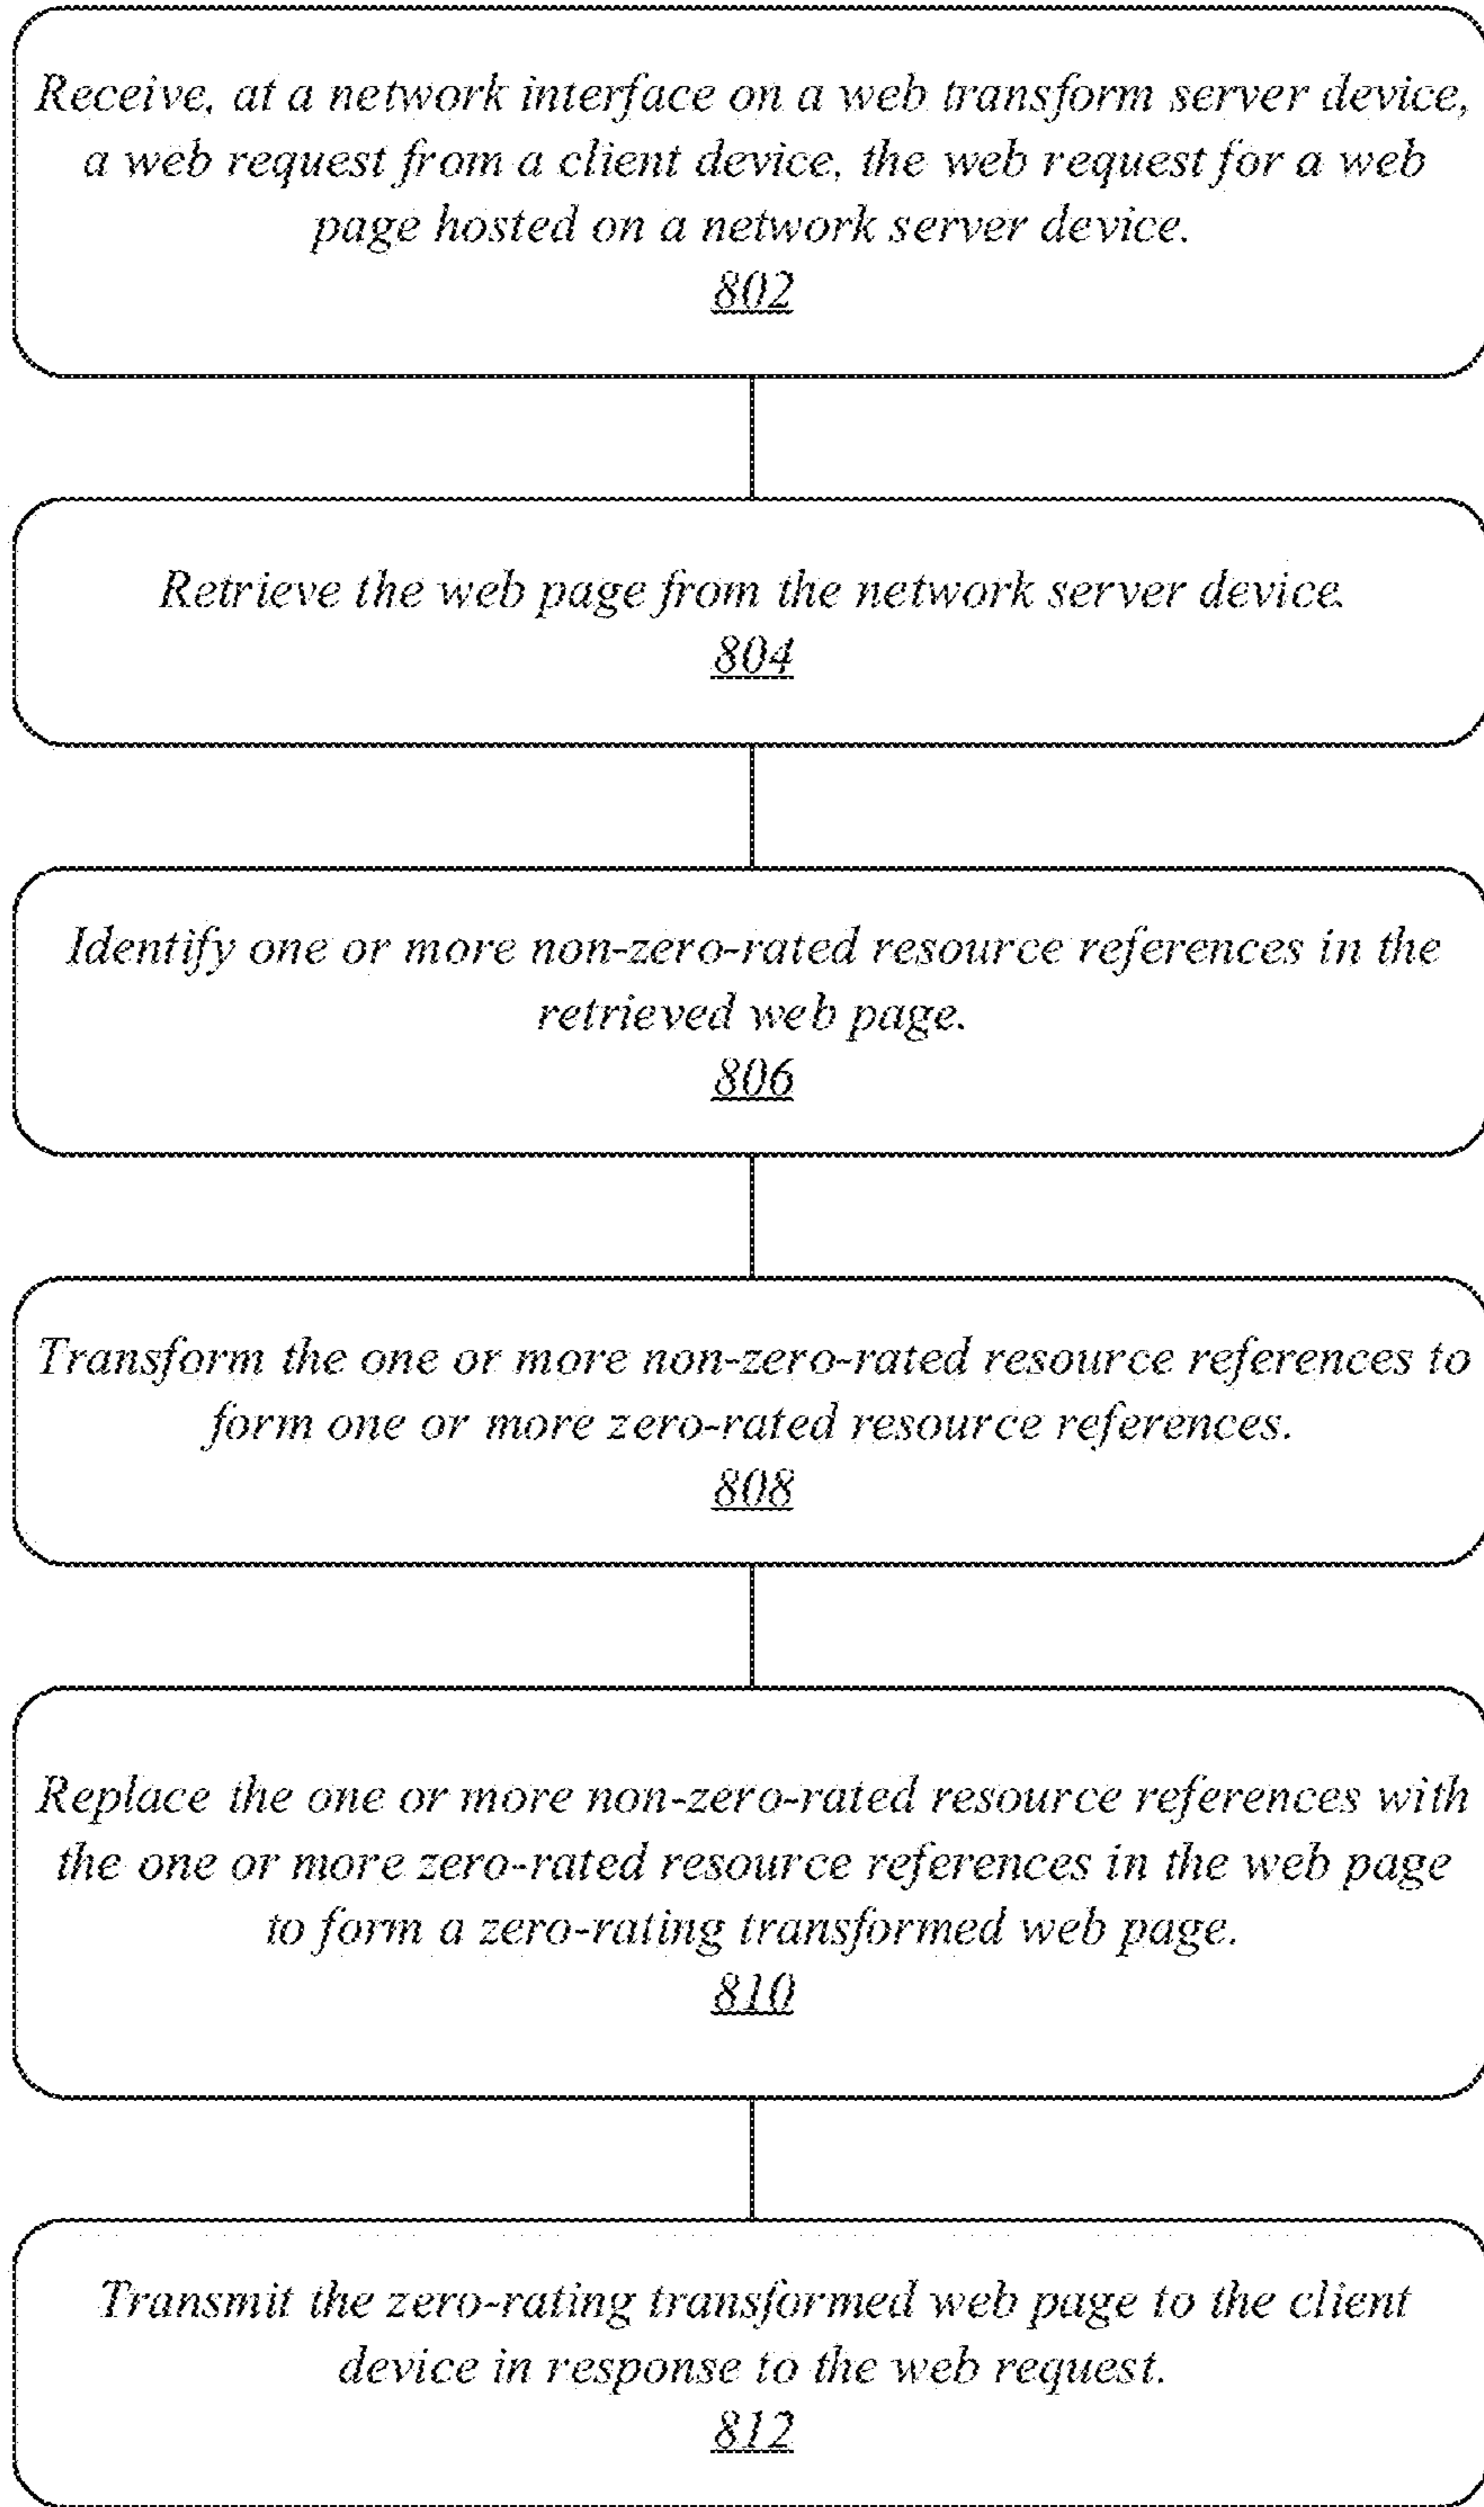 Receive, at a network interface on a web transform server device,
a web request from a client device, the web request for a web
page hosted on a network server device.
802
Retrieve the web page from the network server device.
804
Identify one or more non-zero-rated resource references in the
retrieved web page.
806
Transform the one or more non-zero-rated resource references to
form one or more zero-rated resource references.
808
Replace the one or more non-zero-rated resource references with
the one or more zero-rated resource references in the web page
to form a zero-rating transformed web page.
810
Transmit the zero-rating transformed web page to the client
device in response to the web request.
812